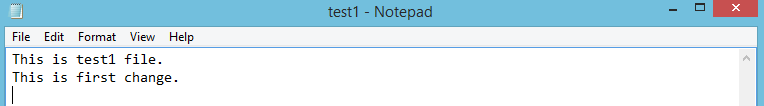 test1 - Notepad
File Edit Format View Help
This is test1 file.
This is first change.